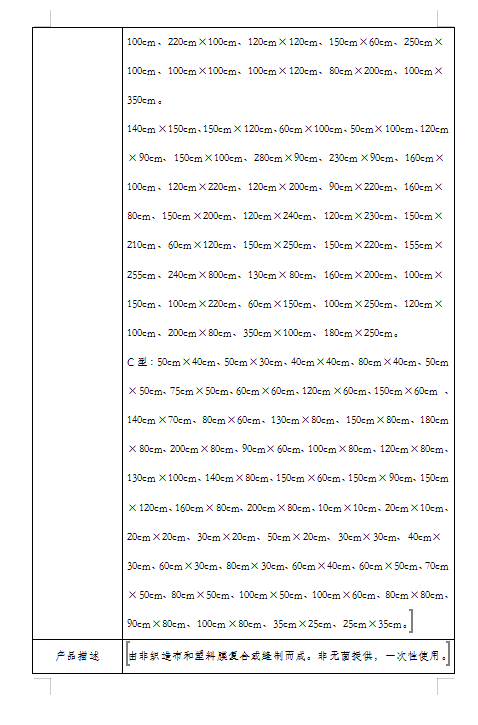 100cm、220cm×100cm、120cm×120cm、150cm×60cm、250cm×
100cm、100cm×100cm、100cm×120cm、80cm×200cm、100cm×
350cm。
140cm×150cm、150cm×120cm、60cm×100cm、50cm×100cm、120cm
×90cm、150cm×100cm、280cm×90cm、230cm×90cm、160cm×
100cm、120cm×220cm、120cm×200cm、90cm×220cm、160cm×
80cm、150cm×200cm、120cm×240cm、120cm×230cm、150cm×
210cm、60cm×120cm、150cm×250cm、150cm×220cm、155cm×
255cm、240cm×800cm、130cm×80cm、160cm×200cm、100cm×
150cm、100cm×220cm、60cm×150cm、100cm×250cm、120cm×
100cm、200cm×80cm、350cm×100cm、180cm×250cm。
C 型：50cm×40cm、50cm×30cm、40cm×40cm、80cm×40cm、50cm
×50cm、75cm×50cm、60cm×60cm、120cm×60cm、150cm×60cm 、
140cm×70cm、80cm×60cm、130cm×80cm、150cm×80cm、180cm
×80cm、200cm×80cm、90cm×60cm、100cm×80cm、120cm×80cm、
130cm×100cm、140cm×80cm、150cm×60cm、150cm×90cm、150cm
×120cm、160cm×80cm、200cm×80cm、10cm×10cm、20cm×10cm、
20cm×20cm、30cm×20cm、50cm×20cm、30cm×30cm、40cm×
30cm、60cm×30cm、80cm×30cm、60cm×40cm、60cm×50cm、70cm
×50cm、80cm×50cm、100cm×50cm、100cm×60cm、80cm×80cm、
90cm×80cm、100cm×80cm、35cm×25cm、25cm×35cm。
产品描述
由非织造布和塑料膜复合或缝制而成。非无菌提供，一次性使用。